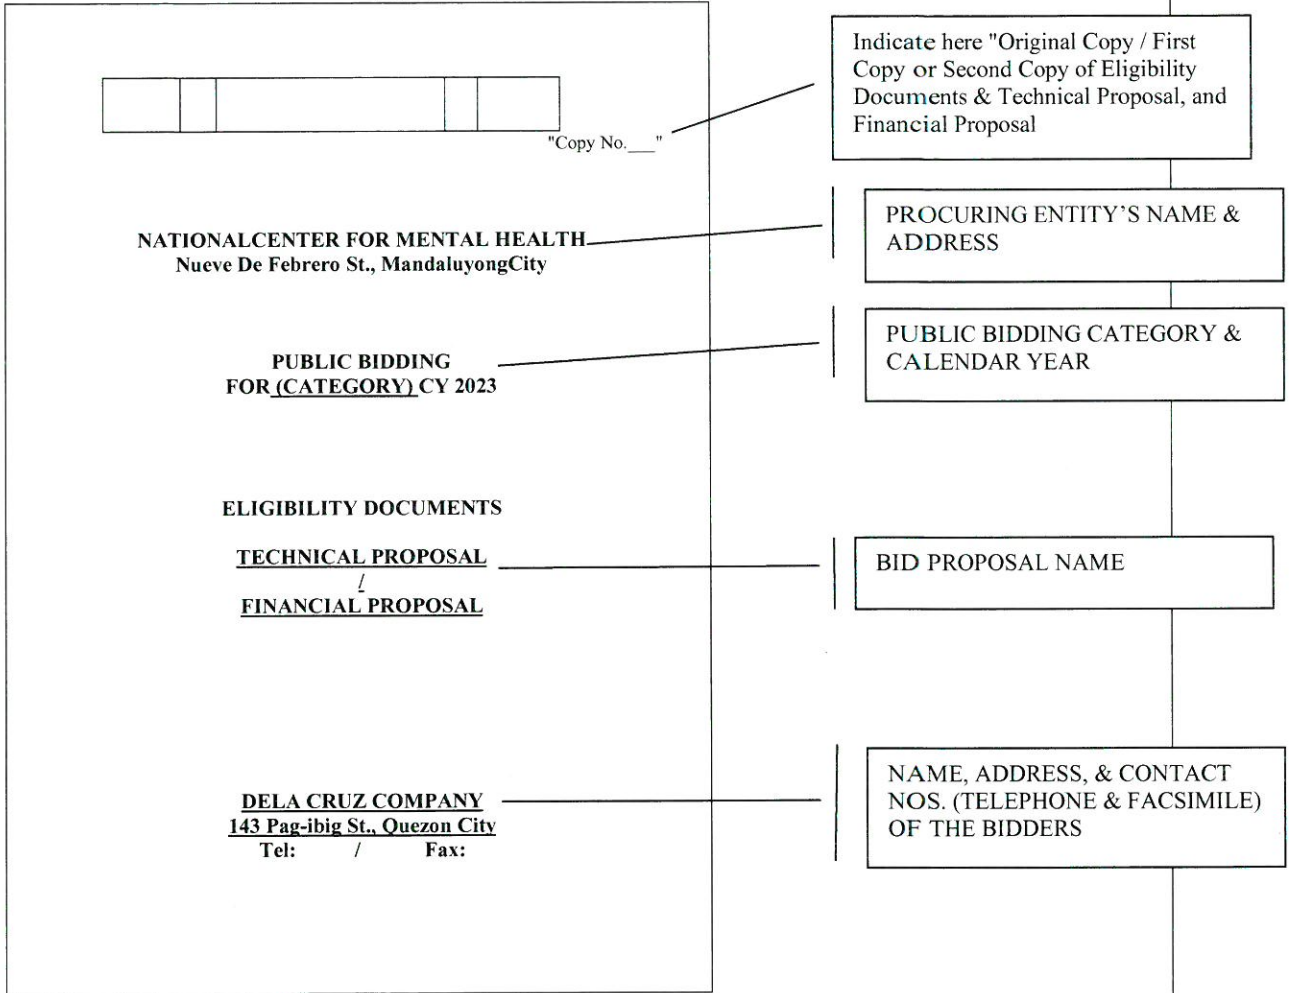 Indicate here "Original Copy / First
Copy or Second Copy of Eligibility
Documents & Technical Proposal, and
Financial Proposal
"Copy No.___"
NATIONALCENTER FOR MENTAL HEALTH
Nueve De Febrero St., MandaluyongCity
PROCURING ENTITY'S NAME &
ADDRESS
PUBLIC BIDDING
FOR (CATEGORY) CY 2023
PUBLIC BIDDING CATEGORY &
CALENDAR YEAR
ELIGIBILITY DOCUMENTS
TECHNICAL PROPOSAL
/
FINANCIAL PROPOSAL
BID PROPOSAL NAME
DELA CRUZ COMPANY
143 Pag-ibig St., Quezon City
Tel: / Fax:
NAME, ADDRESS, & CONTACT
NOS. (TELEPHONE & FACSIMILE)
OF THE BIDDERS